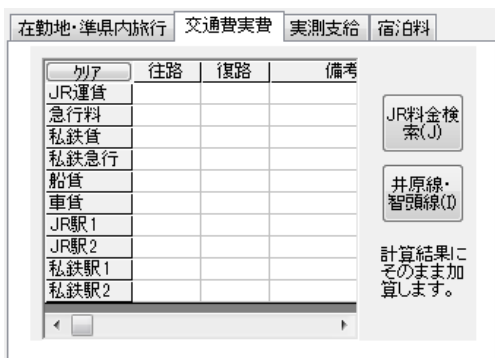 在勤地･準県内旅行 交通費実費 実測支給 宿泊料
クリア 往路 復路 備考
JR運賃
急行料
私鉄賃
私鉄急行
船賃
車賃
JR駅1
JR駅2
私鉄駅1
私鉄駅2
JR料金検
索(J)
井原線･
智頭線(I)
計算結果に
そのまま加
算します。